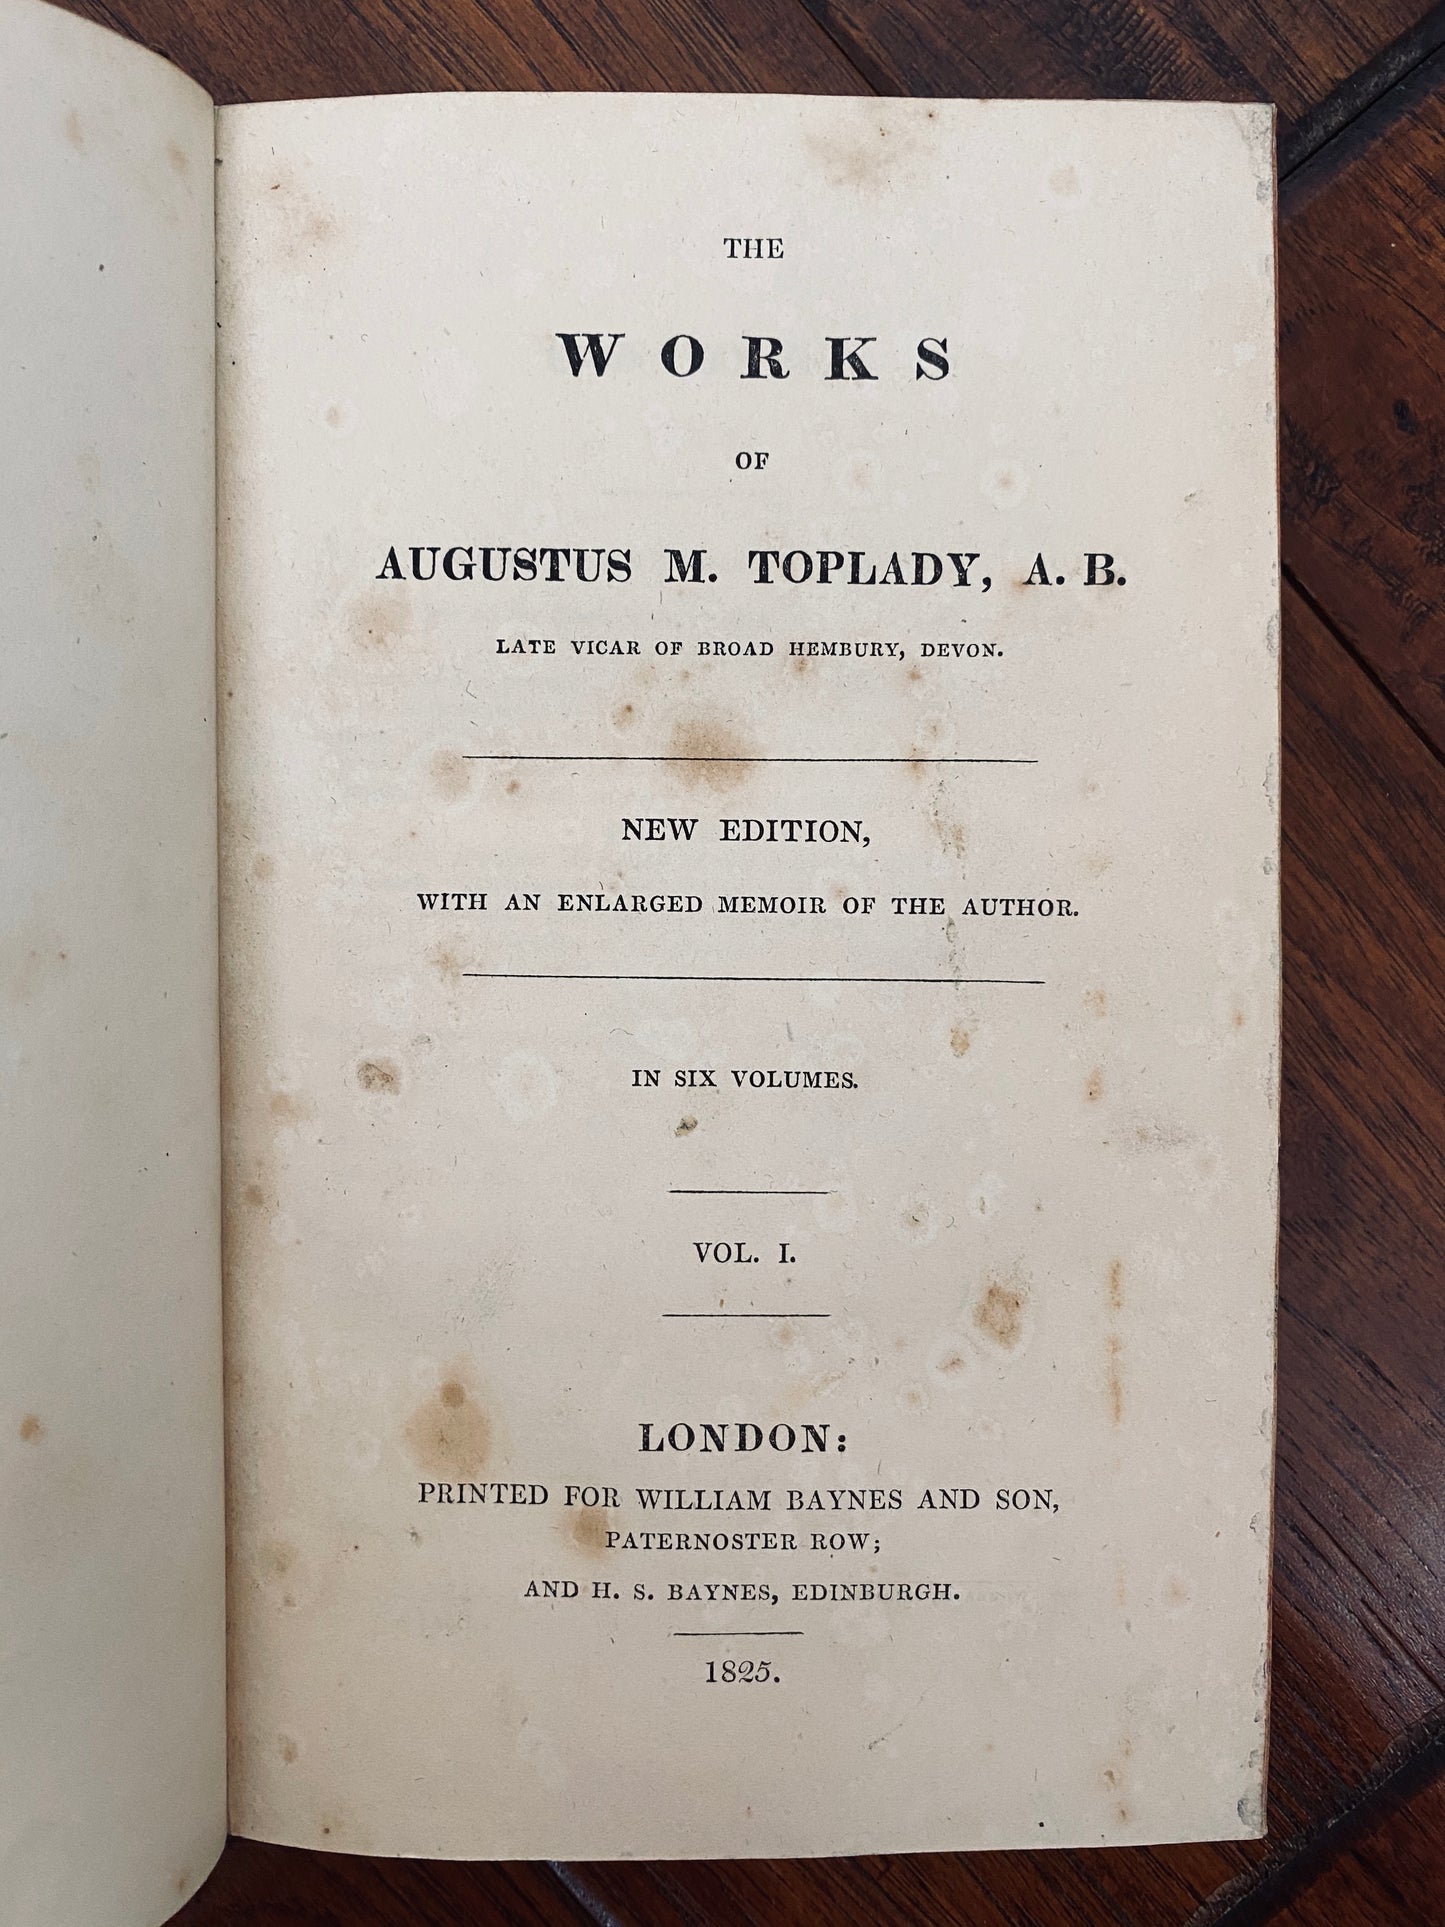 THE
WORKS
OF
AUGUSTUS M. TOPLADY, A. B.
LATE VICAR OF BROAD HEMBURY, DEVON.
NEW EDITION,
WITH AN ENLARGED MEMOIR OF THE AUTHOR.
IN SIX VOLUMES.
VOL. I.
LONDON:
PRINTED FOR WILLIAM BAYNES AND SON,
PATERNOSTER ROW;
AND H. S. BAYNES, EDINBURGH.
1825.